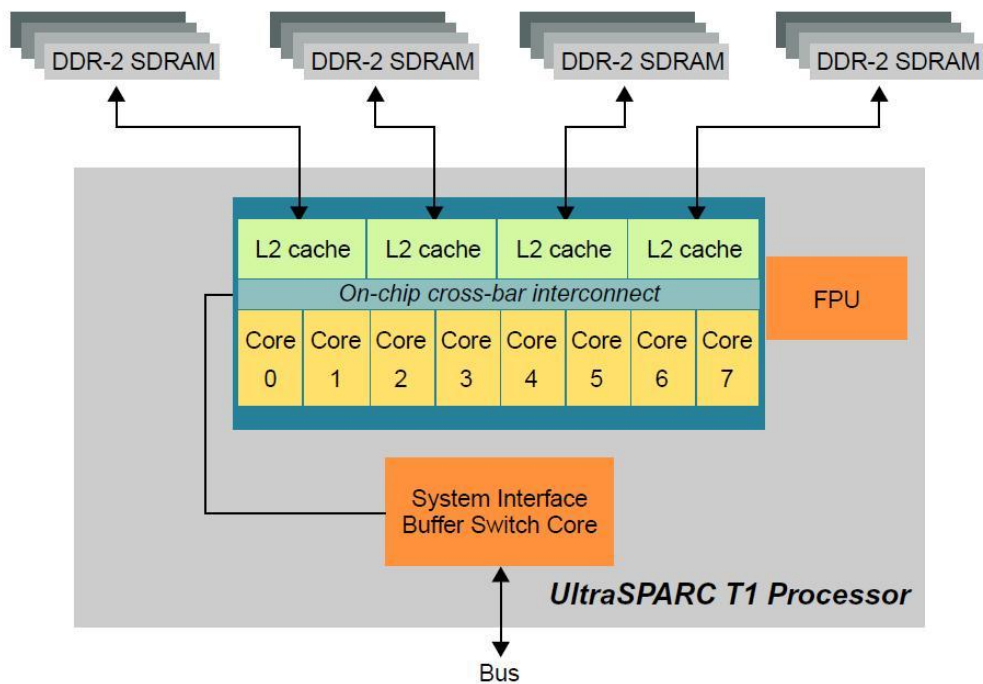 DDR-2 SDRAM
DDR-2 SDRAM
DDR-2 SDRAM
DDR-2 SDRAM
L2 cache
L2 cache
L2 cache
L2 cache
On-chip cross-bar interconnect
FPU
Core
0
Core
1
Core
2
Core
3
Core
4
Core
5
Core
6
Core
7
System Interface
Buffer Switch Core
UltraSPARC T1 Processor
Bus